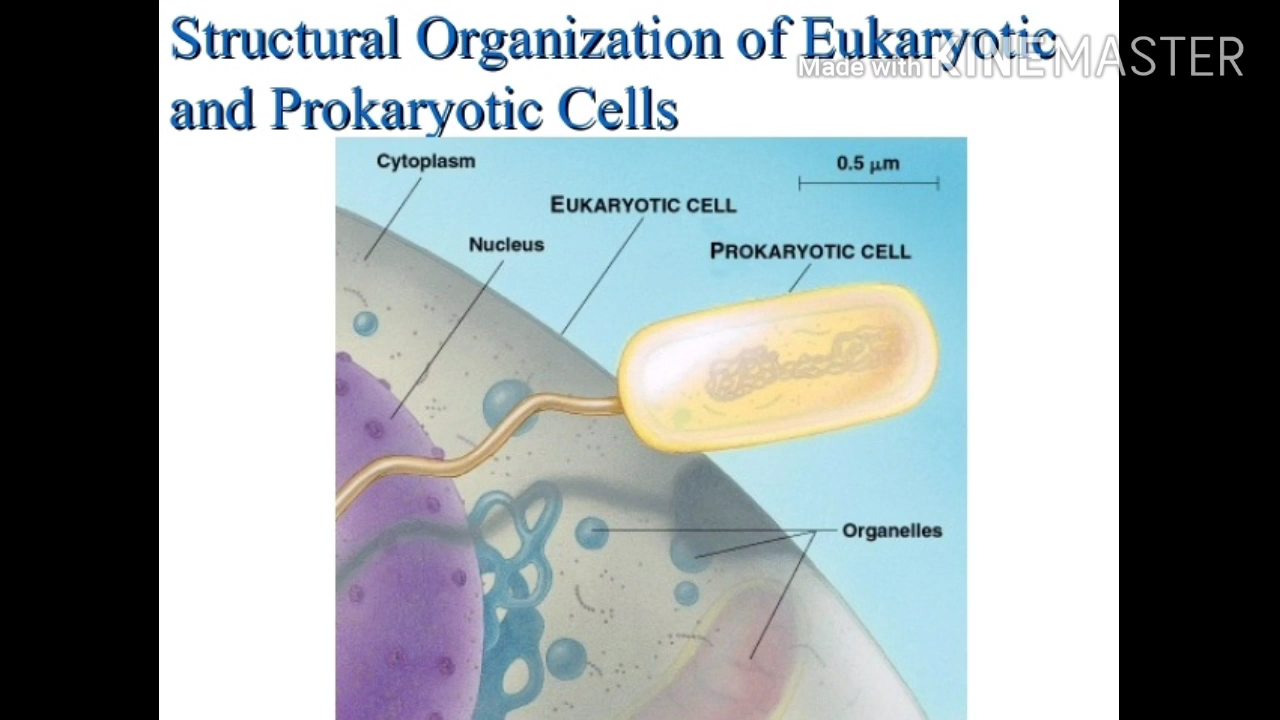 Structural Organization of Eukaryotic
Made with KINEMASTER
and Prokaryotic Cells
Cytoplasm
0.5 μm
EUKARYOTIC CELL
Nucleus
PROKARYOTIC CELL
Organelles